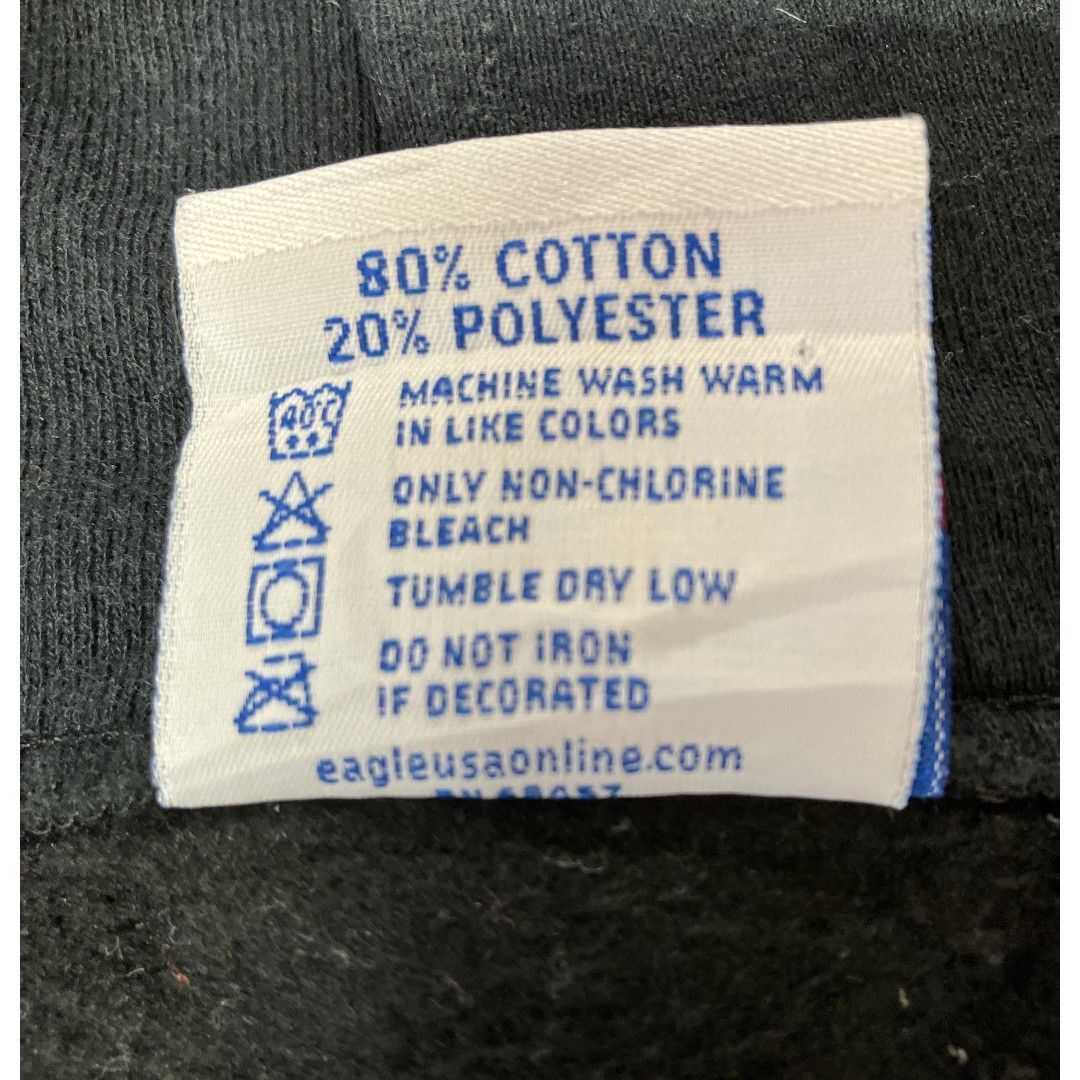 80% COTTON
20% POLYESTER
40°C
MACHINE WASH WARM
IN LIKE COLORS
ONLY NON-CHLORINE
BLEACH
TUMBLE DRY LOW
DO NOT IRON
IF DECORATED
eagleusaonline.com